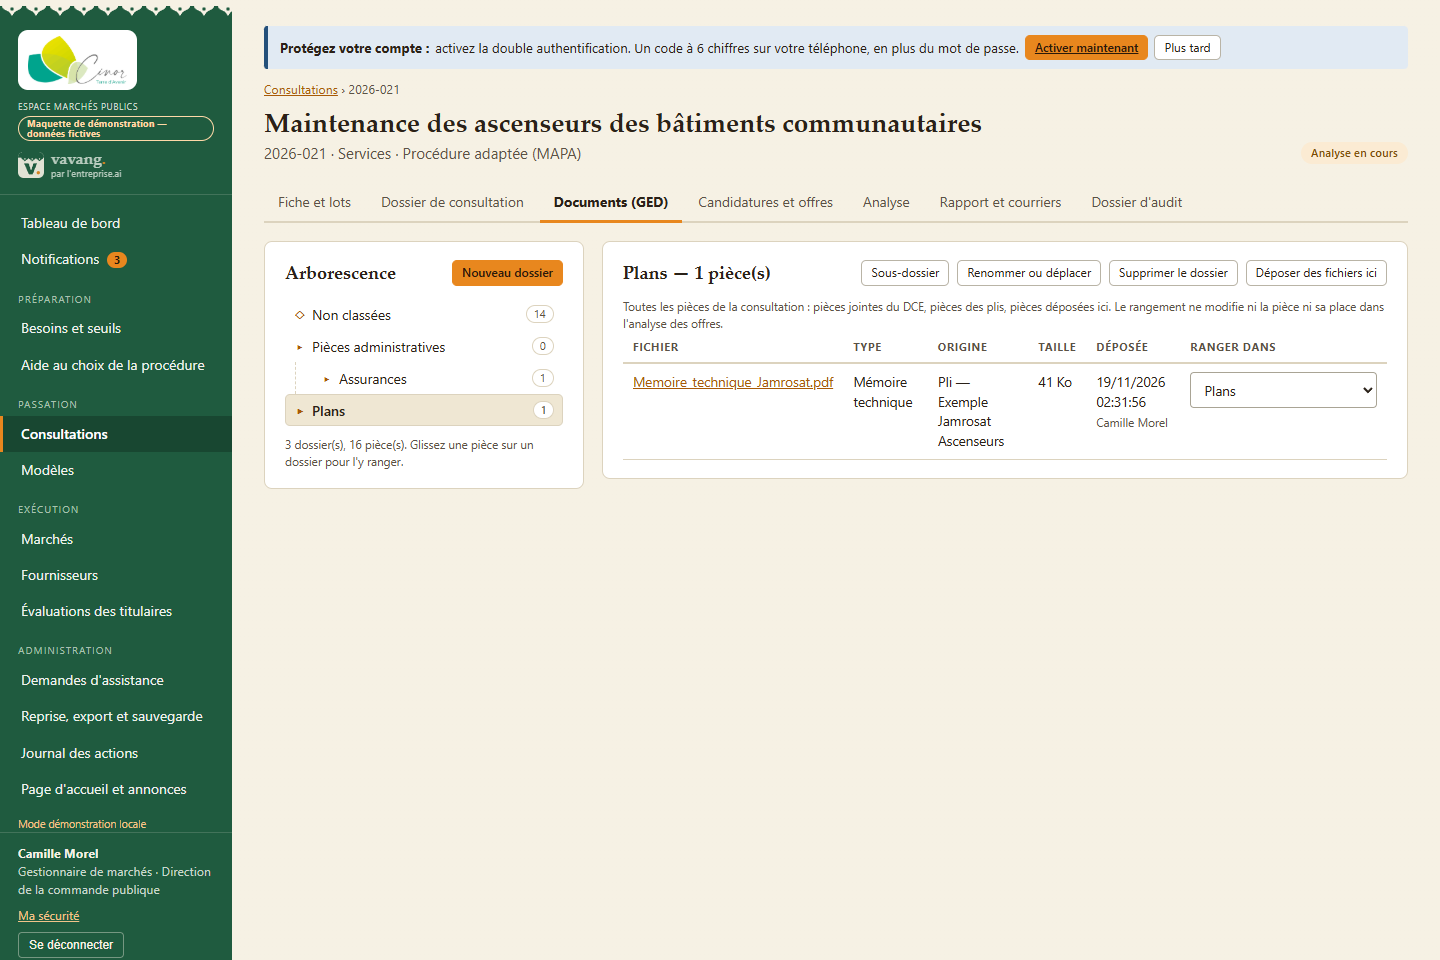 Cinor
Terre d'Avenir
ESPACE MARCHÉS PUBLICS
Maquette de démonstration —
données fictives
vavang.
par l'entreprise.ai
Tableau de bord
Notifications 3
PRÉPARATION
Besoins et seuils
Aide au choix de la procédure
PASSATION
Consultations
Modèles
EXÉCUTION
Marchés
Fournisseurs
Évaluations des titulaires
ADMINISTRATION
Demandes d'assistance
Reprise, export et sauvegarde
Journal des actions
Page d'accueil et annonces
Mode démonstration locale
Camille Morel
Gestionnaire de marchés · Direction
de la commande publique
Ma sécurité
Se déconnecter
Protégez votre compte : activez la double authentification. Un code à 6 chiffres sur votre téléphone, en plus du mot de passe. Activer maintenant Plus tard
Consultations › 2026-021
Maintenance des ascenseurs des bâtiments communautaires
2026-021 · Services · Procédure adaptée (MAPA)
Analyse en cours
Fiche et lots Dossier de consultation Documents (GED) Candidatures et offres Analyse Rapport et courriers Dossier d'audit
Arborescence Nouveau dossier
Non classées 14
Pièces administratives 0
Assurances 1
Plans 1
3 dossier(s), 16 pièce(s). Glissez une pièce sur un
dossier pour l'y ranger.
Plans — 1 pièce(s) Sous-dossier Renommer ou déplacer Supprimer le dossier Déposer des fichiers ici
Toutes les pièces de la consultation : pièces jointes du DCE, pièces des plis, pièces déposées ici. Le rangement ne modifie ni la pièce ni sa place dans
l'analyse des offres.
FICHIER TYPE ORIGINE TAILLE DÉPOSÉE RANGER DANS
Memoire_technique_Jamrosat.pdf Mémoire Pli — 41 Ko 19/11/2026 Plans
technique Exemple 02:31:56
Jamrosat Camille Morel
Ascenseurs